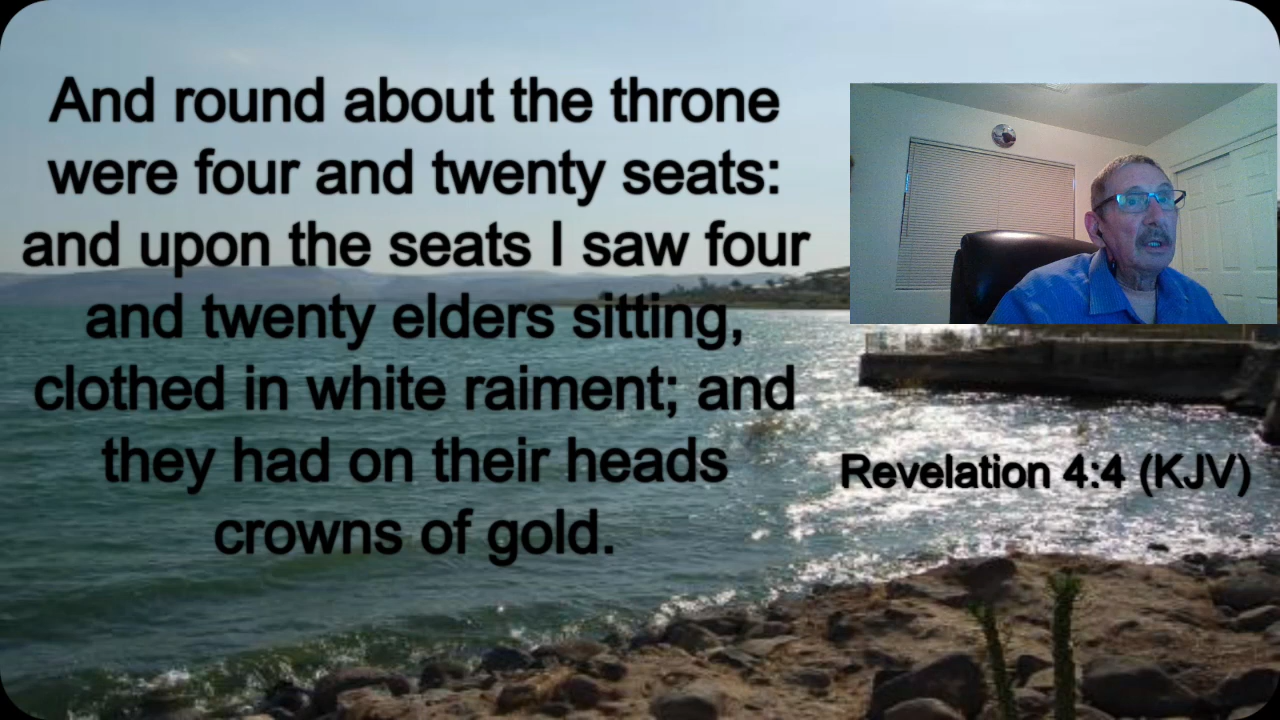 And round about the throne
were four and twenty seats:
and upon the seats I saw four
and twenty elders sitting,
clothed in white raiment; and
they had on their heads
crowns of gold.
Revelation 4:4 (KJV)